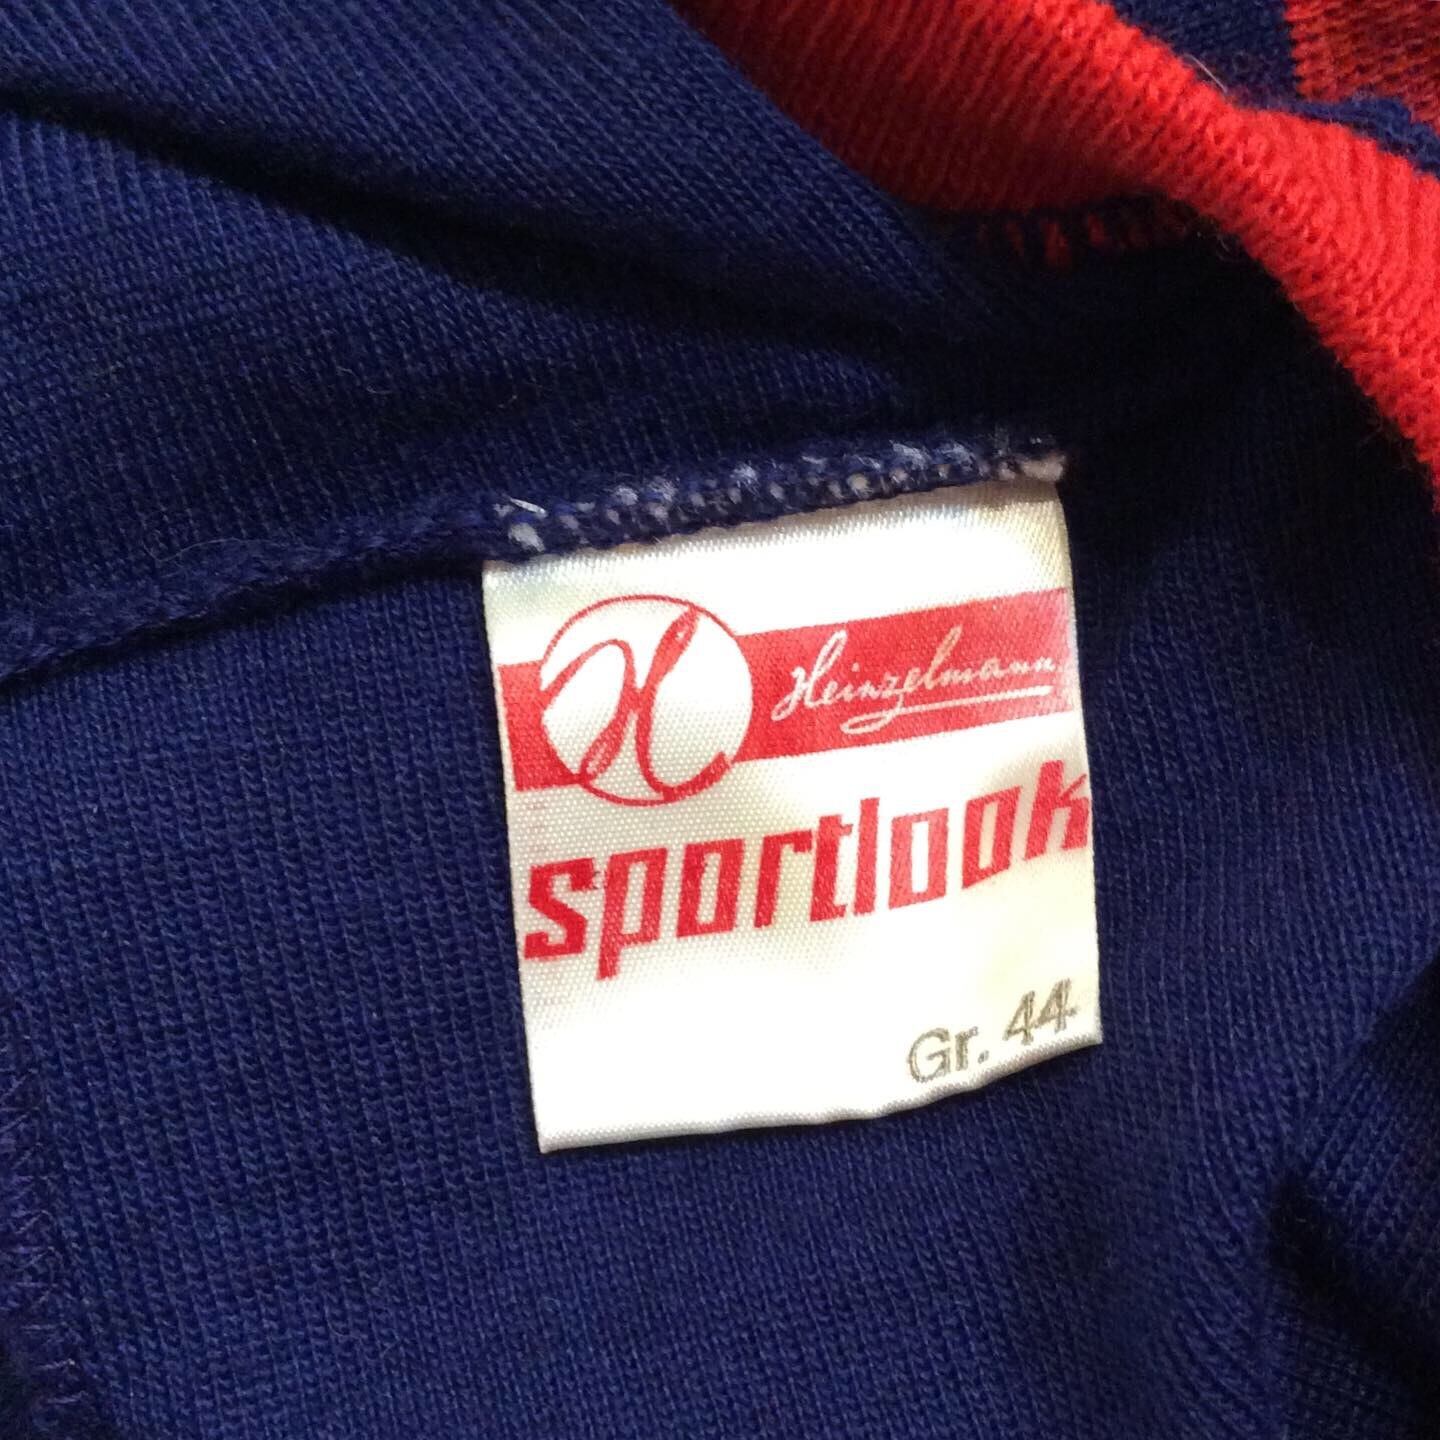 H Heinzelmann
sportlook
Gr. 44